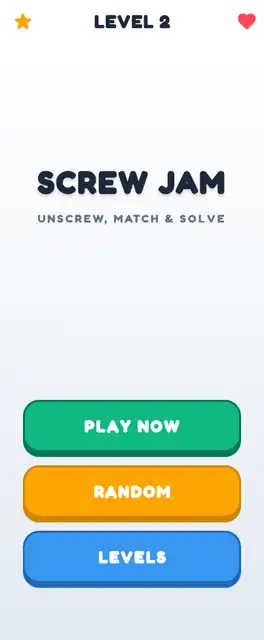 LEVEL 2
SCREW JAM
UNSCREW, MATCH & SOLVE
PLAY NOW
RANDOM
LEVELS